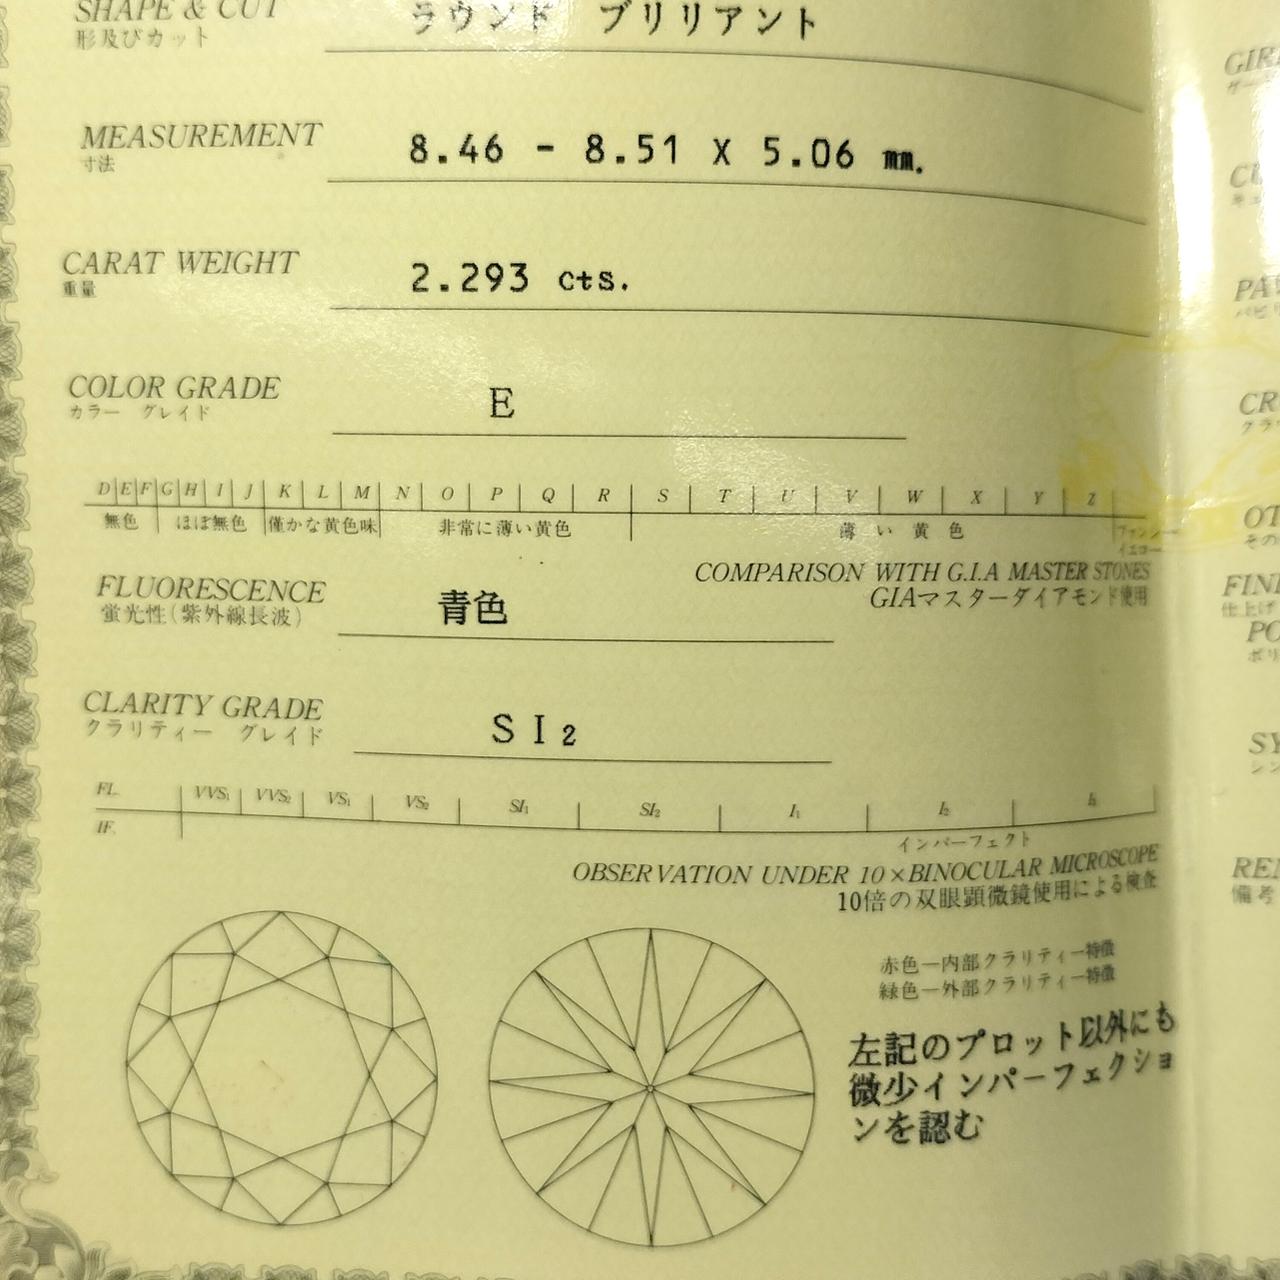 SHAPE & CUT ラウンド ブリリアント
形及びカット
MEASUREMENT 8.46 - 8.51 X 5.06 mm.
寸法
CARAT WEIGHT 2.293 cts.
重量
COLOR GRADE E
カラー グレイド
D E F G H I J K L M N O P Q R S T U V W X Y Z
無色 ほぼ無色 僅かな黄色味 非常に薄い黄色 薄い黄色 ファンシー
イエロー
COMPARISON WITH G.I.A MASTER STONES
GIAマスターダイアモンド使用
FLUORESCENCE 青色
蛍光性(紫外線長波)
CLARITY GRADE SI2
クラリティー グレイド
FL. VVS1 VVS2 VS1 VS2 SI1 SI2 I1 I2 I3
IF. インパーフェクト
OBSERVATION UNDER 10×BINOCULAR MICROSCOPE
10倍の双眼顕微鏡使用による検査
赤色ー内部クラリティー特徴
緑色ー外部クラリティー特徴
左記のプロット以外にも
微少インパーフェクショ
ンを認む